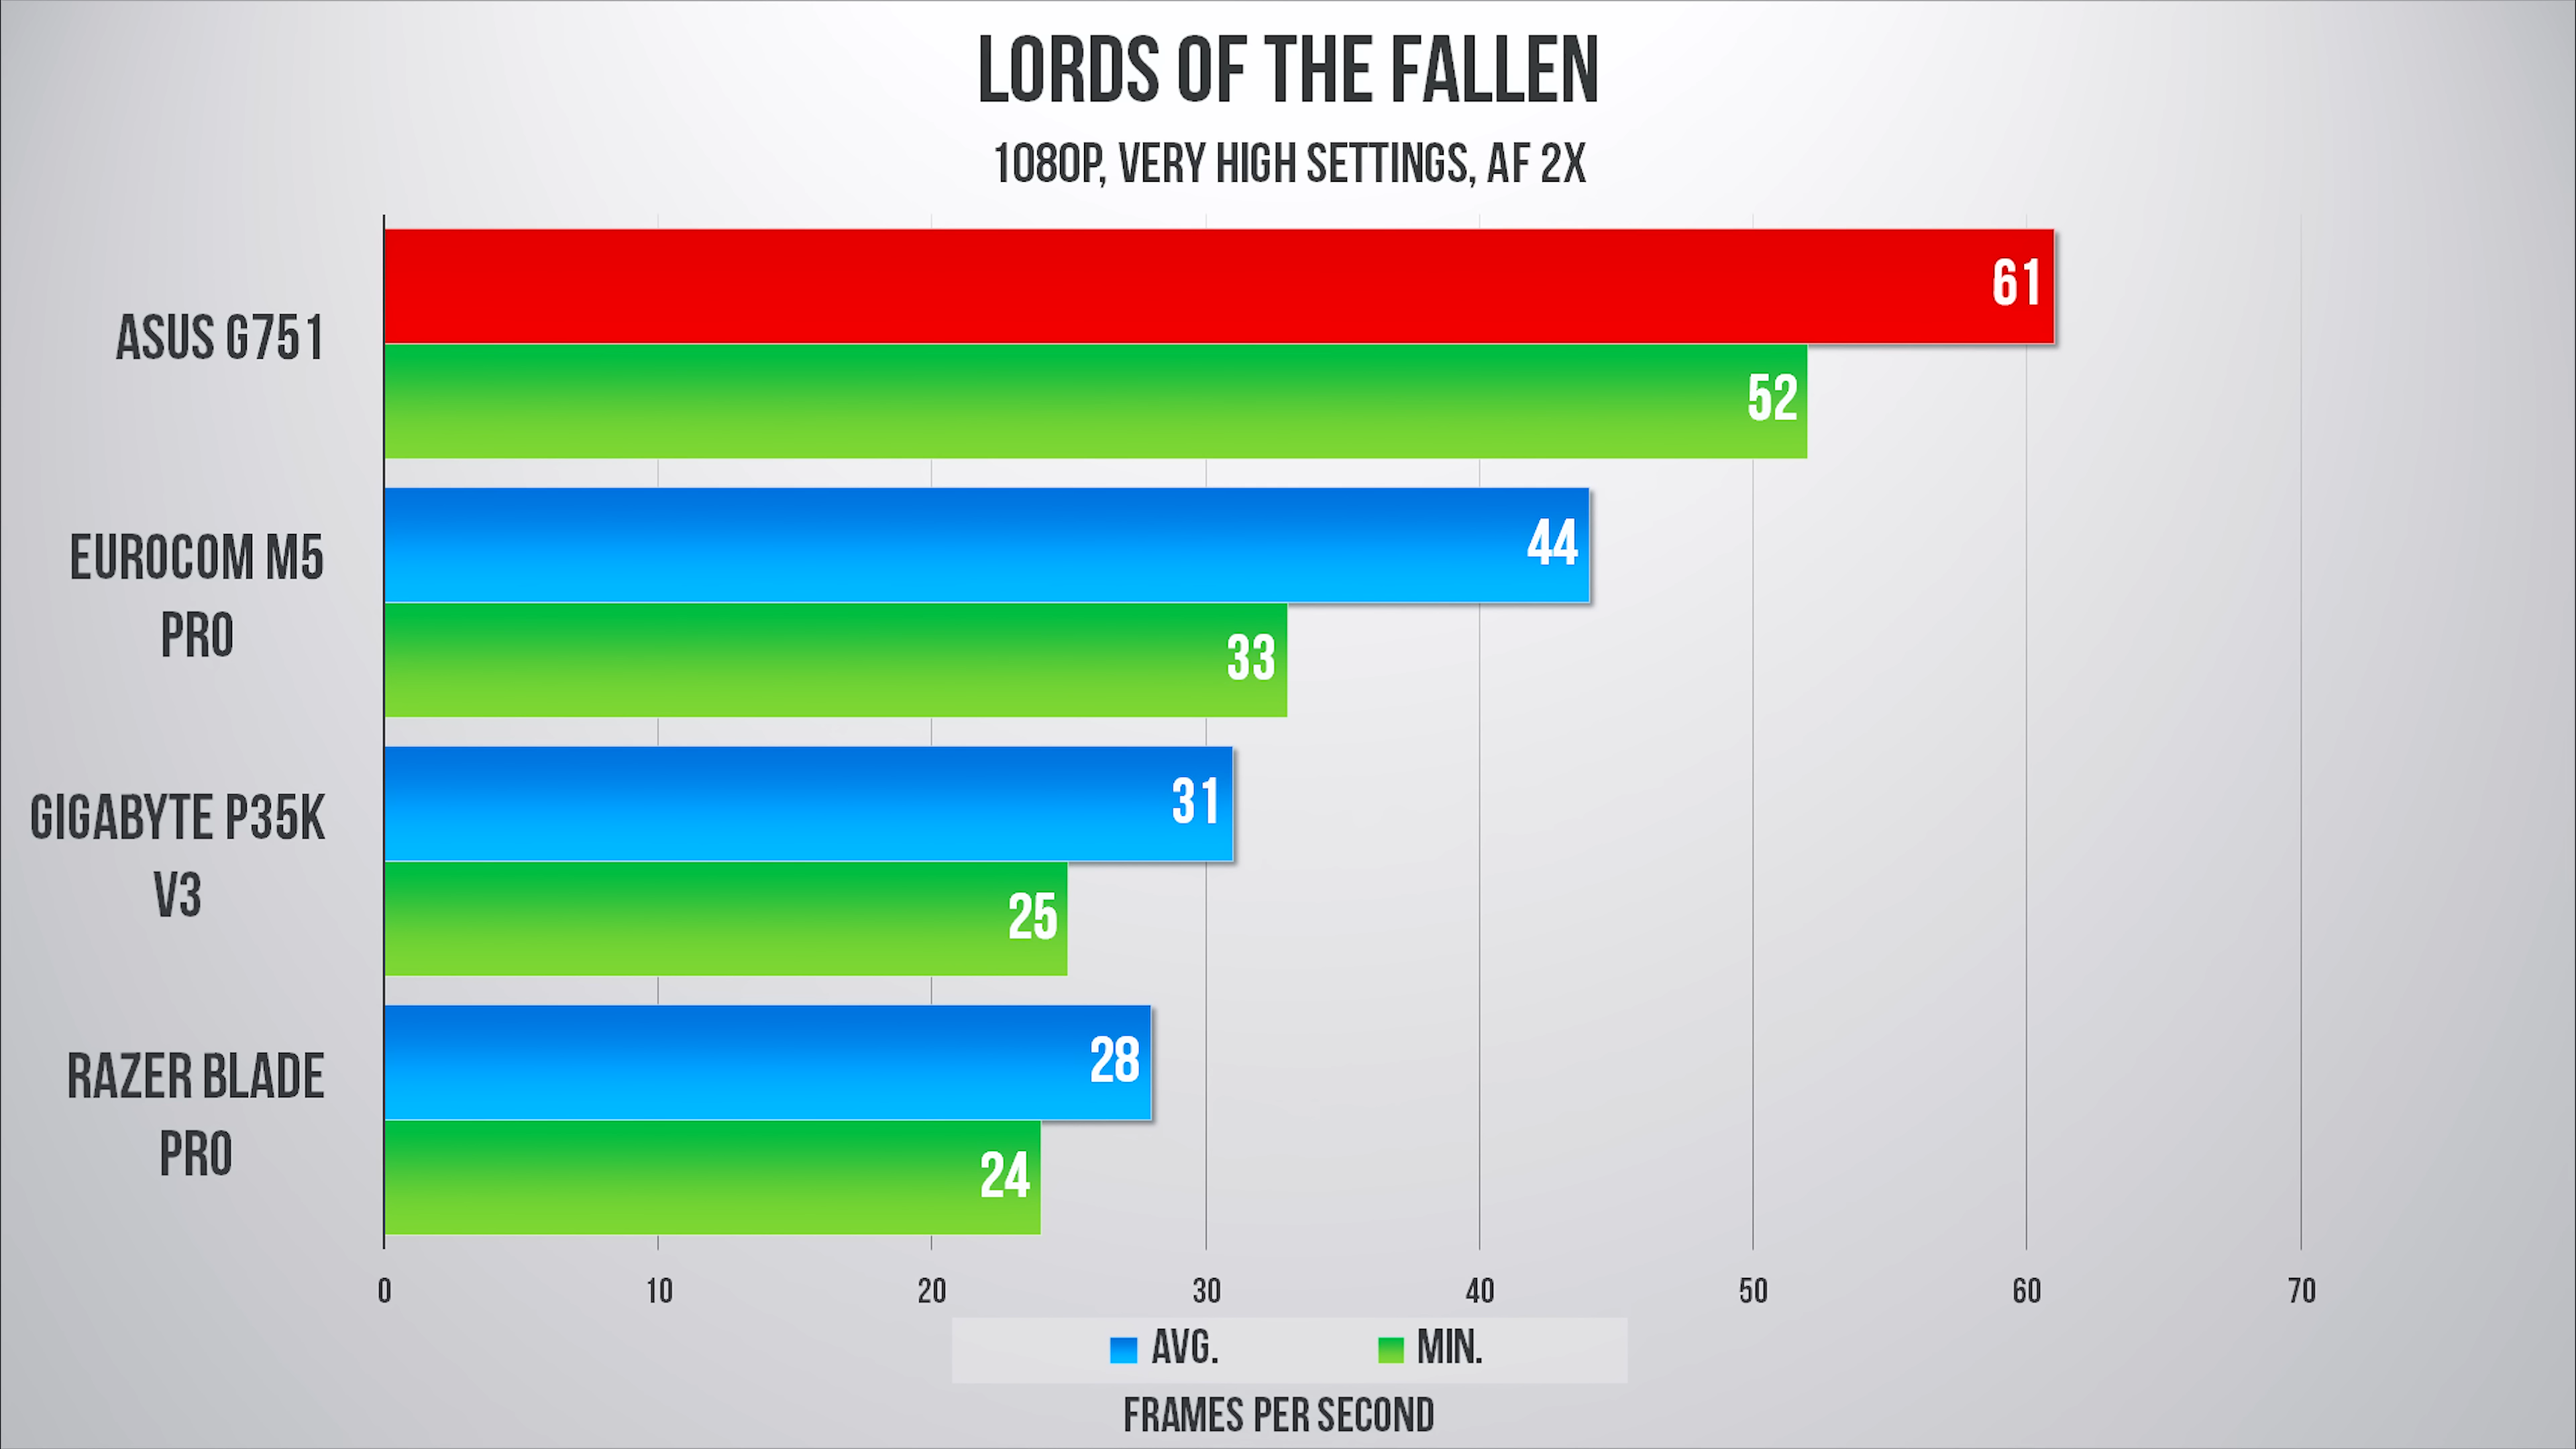 LORDS OF THE FALLEN
1080P, VERY HIGH SETTINGS, AF 2X
ASUS G751
61
52
EUROCOM M5
PRO
44
33
GIGABYTE P35K
V3
31
25
RAZER BLADE
PRO
28
24
0 10 20 30 40 50 60 70
AVG. MIN.
FRAMES PER SECOND